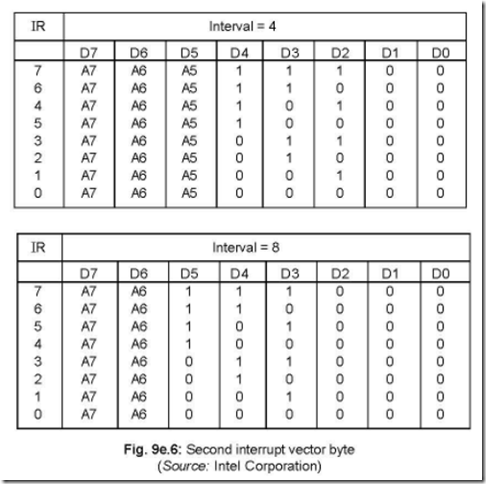 IR Interval = 4
D7 D6 D5 D4 D3 D2 D1 D0
7 A7 A6 A5 1 1 1 0 0
6 A7 A6 A5 1 1 0 0 0
4 A7 A6 A5 1 0 1 0 0
5 A7 A6 A5 1 0 0 0 0
3 A7 A6 A5 0 1 1 0 0
2 A7 A6 A5 0 1 0 0 0
1 A7 A6 A5 0 0 1 0 0
0 A7 A6 A5 0 0 0 0 0
IR Interval = 8
D7 D6 D5 D4 D3 D2 D1 D0
7 A7 A6 1 1 1 0 0 0
6 A7 A6 1 1 0 0 0 0
5 A7 A6 1 0 1 0 0 0
4 A7 A6 1 0 0 0 0 0
3 A7 A6 0 1 1 0 0 0
2 A7 A6 0 1 0 0 0 0
1 A7 A6 0 0 1 0 0 0
0 A7 A6 0 0 0 0 0 0
Fig. 9e.6: Second interrupt vector byte
(Source: Intel Corporation)